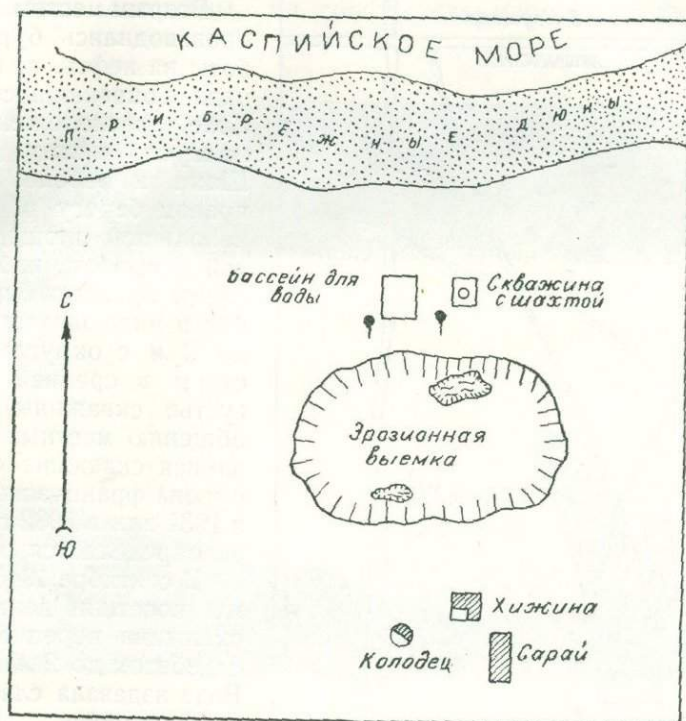 КАСПИЙСКОЕ МОРЕ
ПРИБРЕЖНЫЕ ДЮНЫ
С
Бассейн для
воды
Скважина
с шахтой
Эрозионная
выемка
Ю
Хижина
Колодец
Сарай